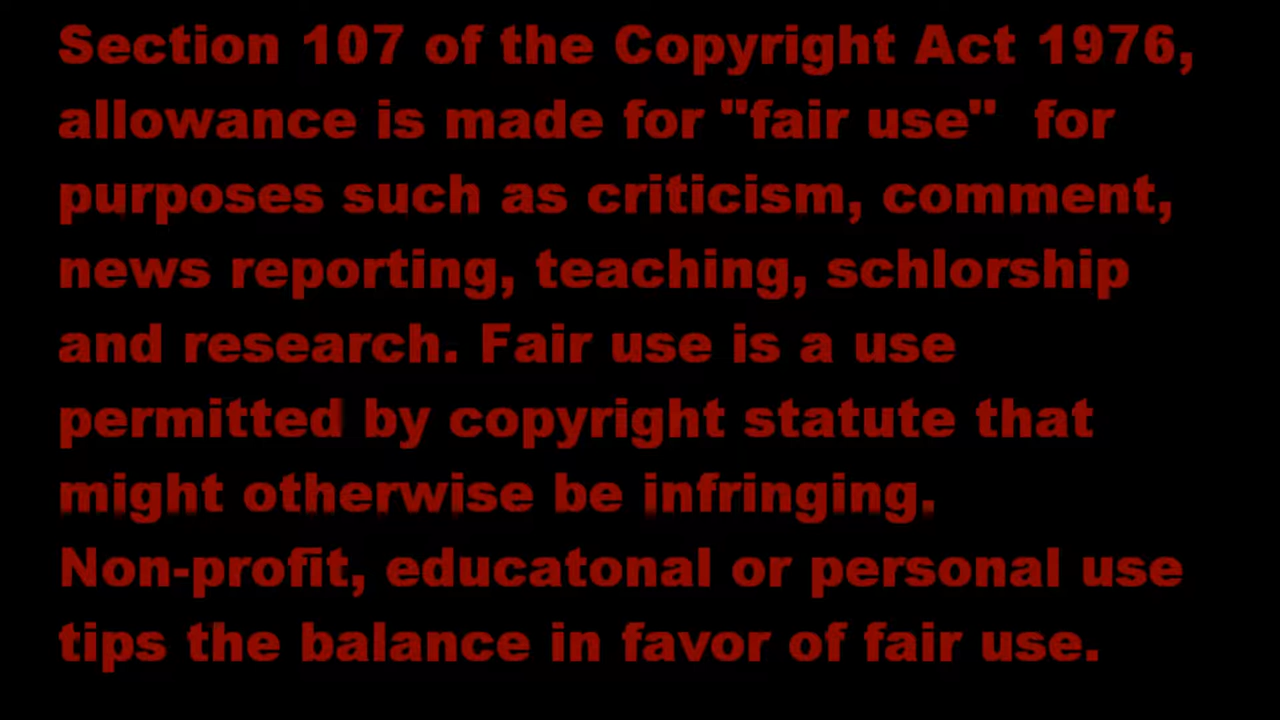 Section 107 of the Copyright Act 1976,
allowance is made for "fair use"  for
purposes such as criticism, comment,
news reporting, teaching, schlorship
and research. Fair use is a use
permitted by copyright statute that
might otherwise be infringing.
Non-profit, educatonal or personal use
tips the balance in favor of fair use.